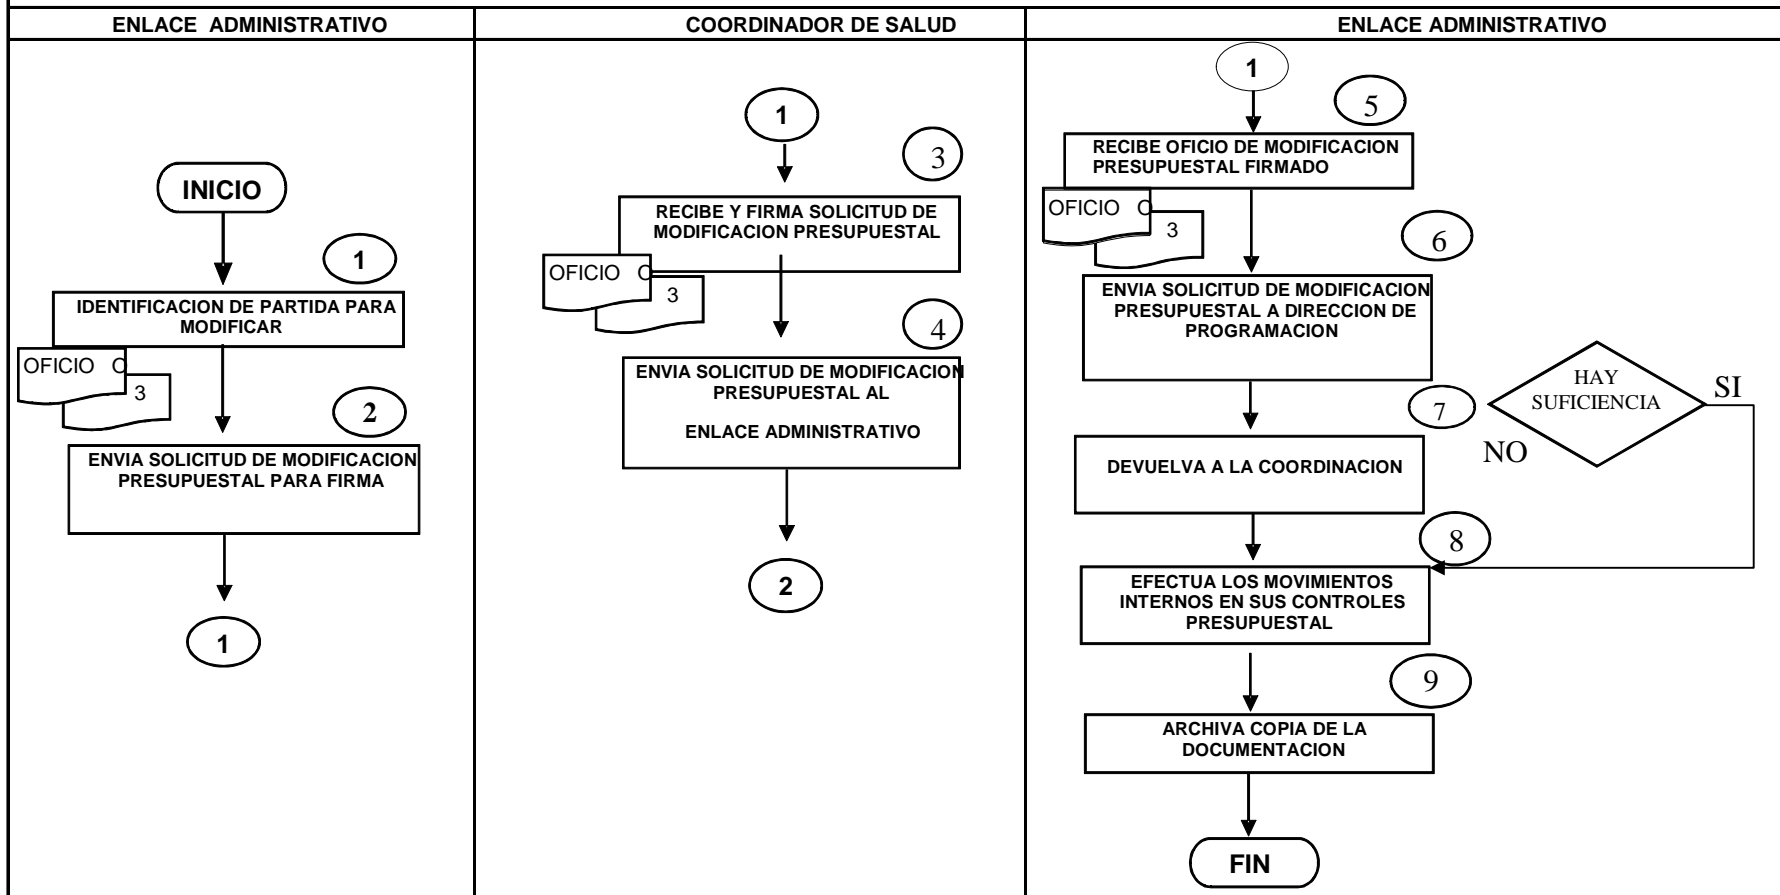 ENLACE ADMINISTRATIVO
COORDINADOR DE SALUD
ENLACE ADMINISTRATIVO
INICIO
1
IDENTIFICACION DE PARTIDA PARA
MODIFICAR
OFICIO O
3
2
ENVIA SOLICITUD DE MODIFICACION
PRESUPUESTAL PARA FIRMA
1
1
3
RECIBE Y FIRMA SOLICITUD DE
MODIFICACION PRESUPUESTAL
OFICIO O
3
4
ENVIA SOLICITUD DE MODIFICACION
PRESUPUESTAL AL
ENLACE ADMINISTRATIVO
2
1
5
RECIBE OFICIO DE MODIFICACION
PRESUPUESTAL FIRMADO
OFICIO O
3
6
ENVIA SOLICITUD DE MODIFICACION
PRESUPUESTAL A DIRECCION DE
PROGRAMACION
HAY
SUFICIENCIA
SI
NO
7
DEVUELVA A LA COORDINACION
8
EFECTUA LOS MOVIMIENTOS
INTERNOS EN SUS CONTROLES
PRESUPUESTAL
9
ARCHIVA COPIA DE LA
DOCUMENTACION
FIN